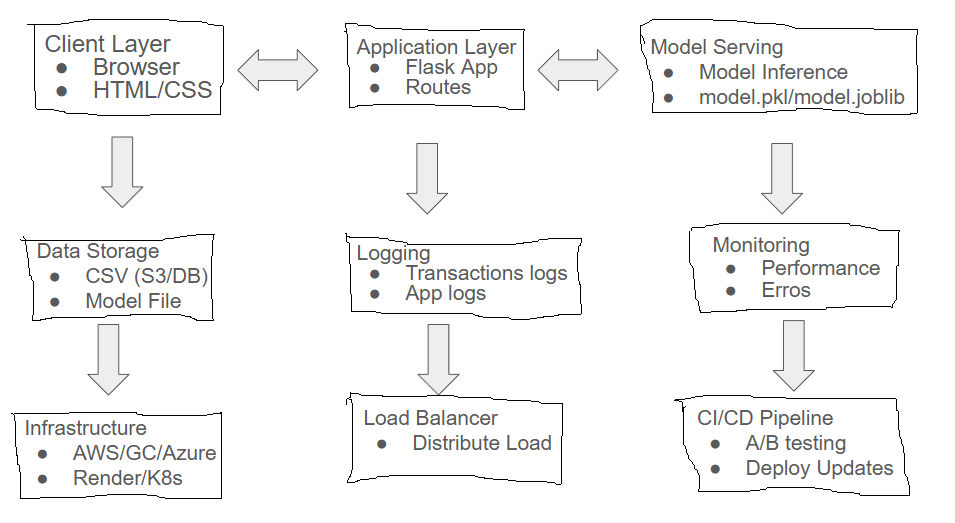 Client Layer
● Browser
● HTML/CSS
Application Layer
● Flask App
● Routes
Model Serving
● Model Inference
● model.pkl/model.joblib
Data Storage
● CSV (S3/DB)
● Model File
Logging
● Transactions logs
● App logs
Monitoring
● Performance
● Erros
Infrastructure
● AWS/GC/Azure
● Render/K8s
Load Balancer
● Distribute Load
CI/CD Pipeline
● A/B testing
● Deploy Updates